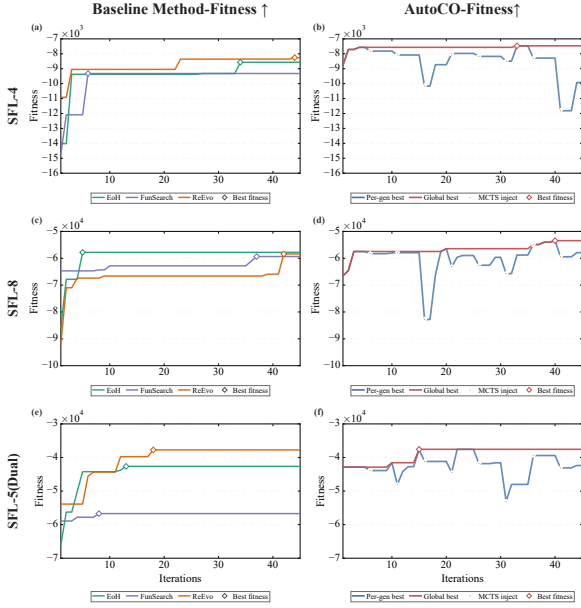 Baseline Method-Fitness ↑
AutoCO-Fitness↑
SFL-4
(a)
×10³
Fitness
−7
−8
−9
−10
−11
−12
−13
−14
−15
−16
10
20
30
40
EoH
FunSearch
ReEvo
Best fitness
(b)
×10³
Fitness
−7
−8
−9
−10
−11
−12
−13
−14
−15
−16
10
20
30
40
Per-gen best
Global best
MCTS inject
Best fitness
SFL-8
(c)
×10⁴
Fitness
−5
−6
−7
−8
−9
−10
10
20
30
40
EoH
FunSearch
ReEvo
Best fitness
(d)
×10⁴
Fitness
−5
−6
−7
−8
−9
−10
10
20
30
40
Per-gen best
Global best
MCTS inject
Best fitness
SFL-5(Dual)
(e)
×10⁴
Fitness
−3
−4
−5
−6
−7
10
20
30
40
Iterations
EoH
FunSearch
ReEvo
Best fitness
(f)
×10⁴
Fitness
−3
−4
−5
−6
−7
10
20
30
40
Iterations
Per-gen best
Global best
MCTS inject
Best fitness